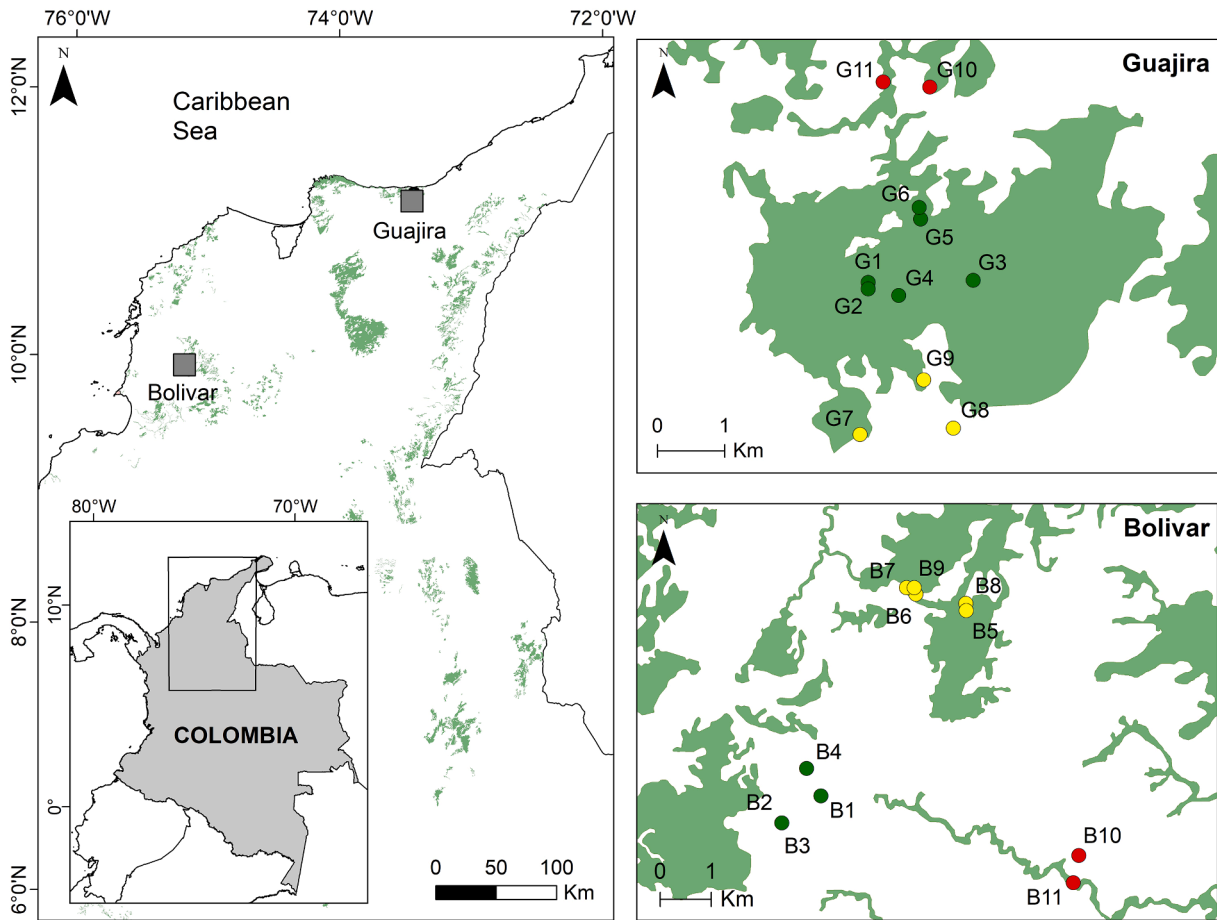 76°0'W
74°0'W
72°0'W
12°0'N
10°0'N
8°0'N
6°0'N
N
Caribbean
Sea
Guajira
Bolivar
80°W
70°W
10°N
0°
COLOMBIA
0
50
100
Km
N
Guajira
G11
G10
G6
G5
G1
G4
G3
G2
G9
G7
G8
0
1
Km
N
Bolivar
B7
B9
B8
B6
B5
B4
B2
B1
B3
B10
B11
0
1
Km